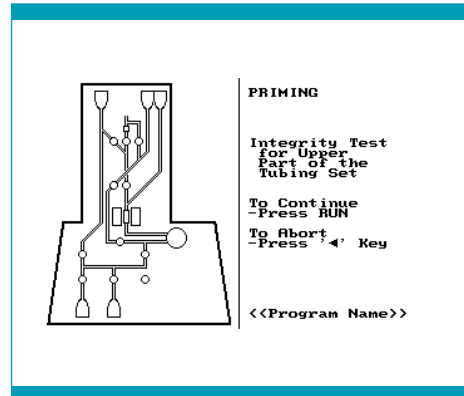 PRIMING
Integrity Test
for Upper
Part of the
Tubing Set
To Continue
-Press RUN
To Abort
-Press '◄' Key
<<Program Name>>